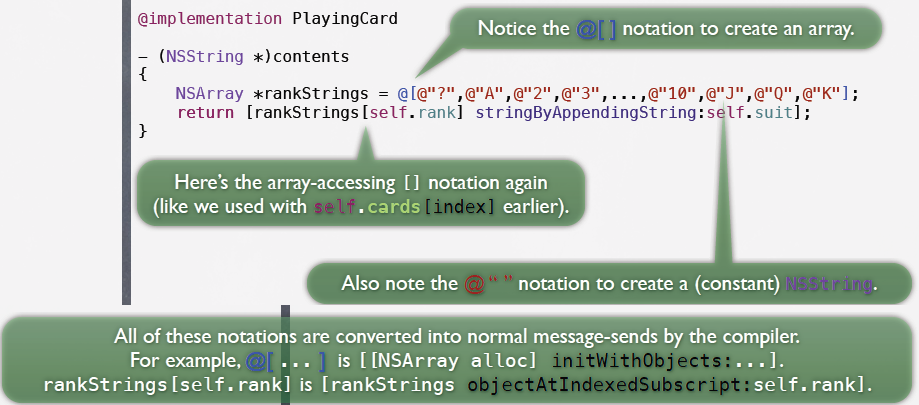 @implementation PlayingCard
Notice the @[] notation to create an array.
– (NSString *)contents
{
NSArray *rankStrings = @[@"?",@"A",@"2",@"3",...,@"10",@"J",@"Q",@"K"];
return [rankStrings[self.rank] stringByAppendingString:self.suit];
}
Here’s the array-accessing [] notation again
(like we used with self.cards[index] earlier).
Also note the @“ ” notation to create a (constant) NSString.
All of these notations are converted into normal message-sends by the compiler.
For example, @[ ... ] is [[NSArray alloc] initWithObjects:...].
rankStrings[self.rank] is [rankStrings objectAtIndexedSubscript:self.rank].